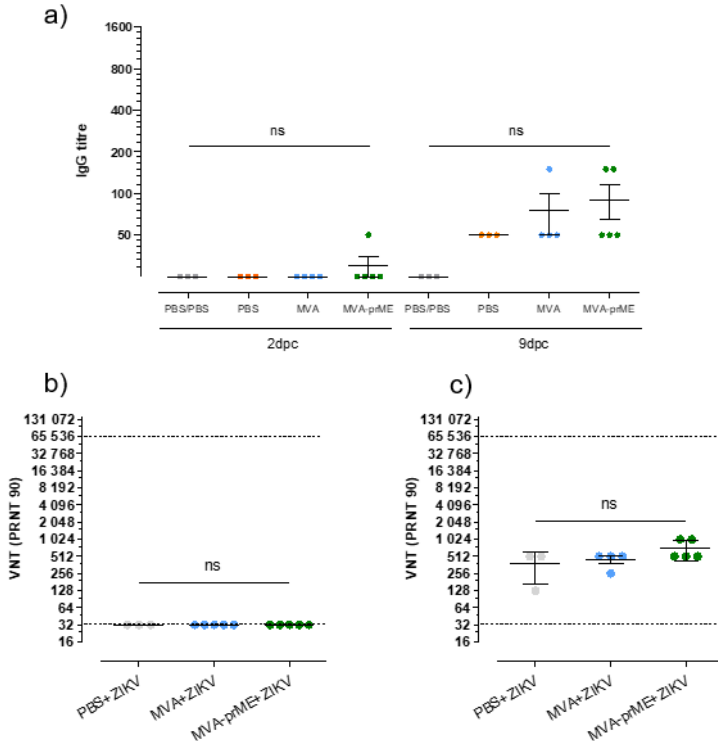 a)
1600
800
400
200
100
50
IgG titre
ns
ns
PBS/PBS PBS MVA MVA-prME PBS/PBS PBS MVA MVA-prME
2dpc 9dpc
b)
131 072
65 536
32 768
16 384
8 192
4 096
2 048
1 024
512
256
128
64
32
16
VNT (PRNT 90)
ns
PBS+ZIKV
MVA+ZIKV
MVA-prME+ZIKV
c)
131 072
65 536
32 768
16 384
8 192
4 096
2 048
1 024
512
256
128
64
32
16
VNT (PRNT 90)
ns
PBS+ZIKV
MVA+ZIKV
MVA-prME+ZIKV